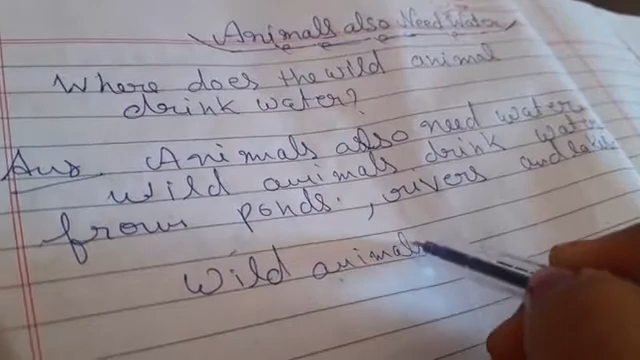 Animals also Need Water
Where does the wild animal
drink water?
Ans. Animals also need water.
Wild animals drink water
from ponds, rivers and lakes
Wild animals